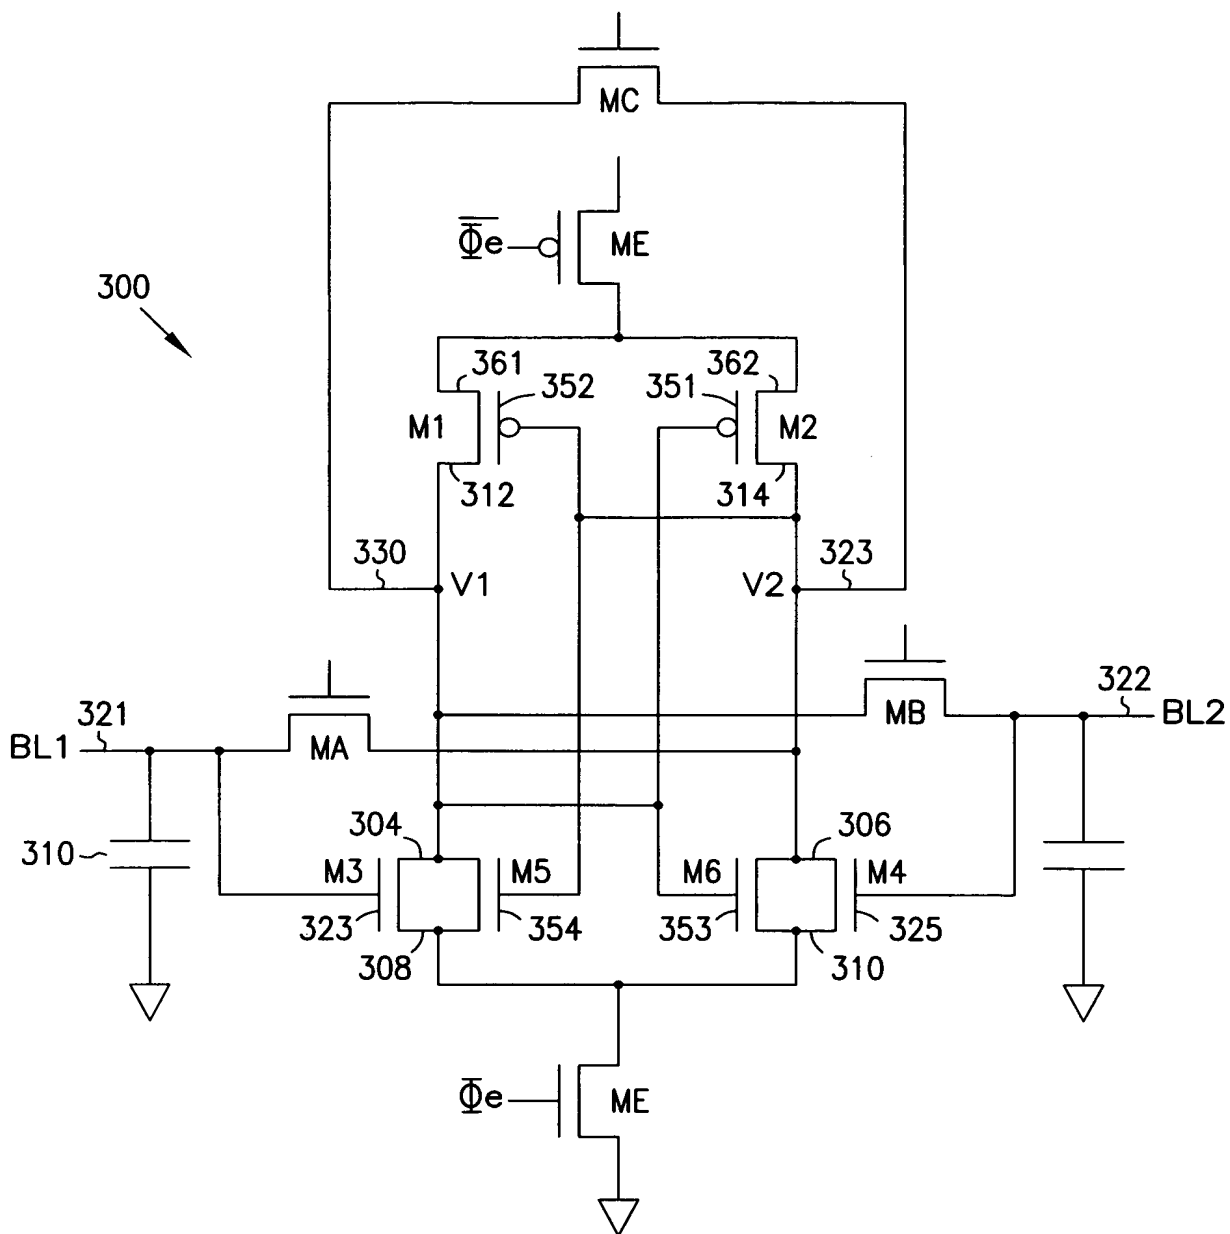 MC
Φ̅e̅ ME
300
361 352 351 362
M1 M2
312 314
330 V1 V2 323
321 BL1 MA MB 322 BL2
304 306
310 M3 M5 M6 M4
323 354 353 325
308 310
Φe ME